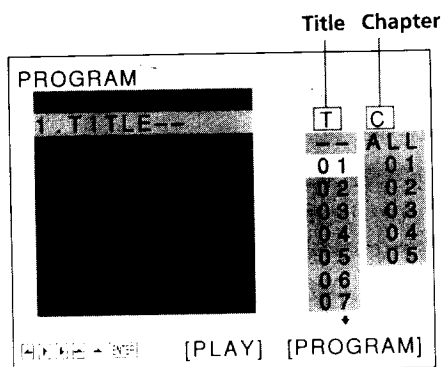 Title Chapter
PROGRAM
1.TITLE--
T C
-- ALL
01 01
02 02
03 03
04 04
05 05
06
07
ENTER [PLAY] [PROGRAM]